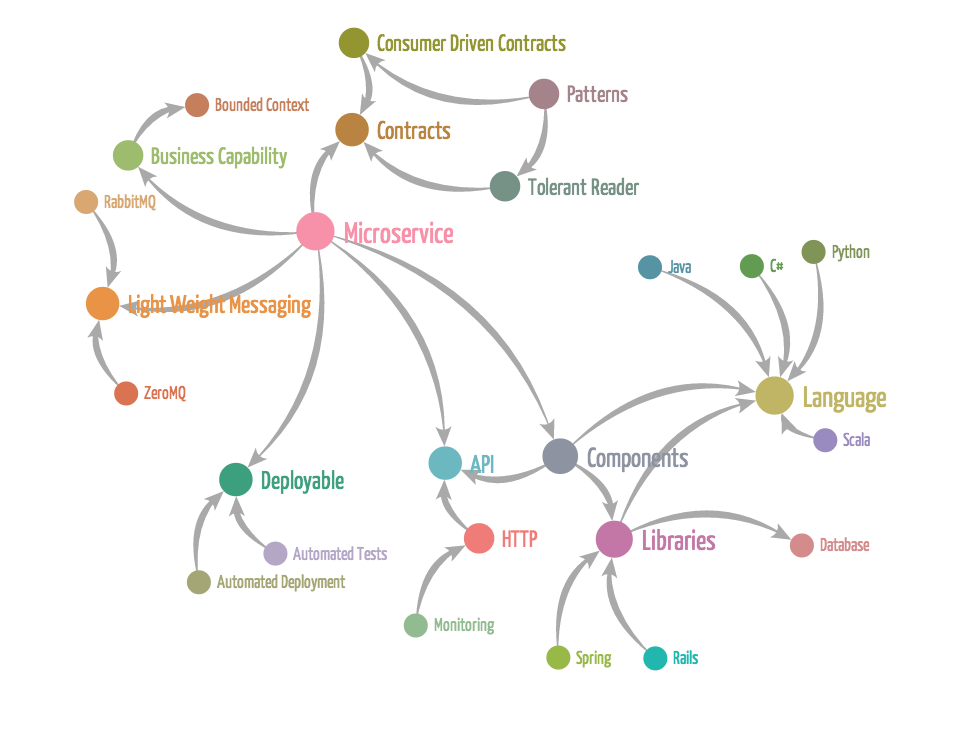 Consumer Driven Contracts
Patterns
Bounded Context
Contracts
Business Capability
Tolerant Reader
RabbitMQ
Microservice
Python
Java
C#
Light Weight Messaging
ZeroMQ
Language
Scala
API
Components
Deployable
HTTP
Libraries
Database
Automated Tests
Automated Deployment
Monitoring
Spring
Rails